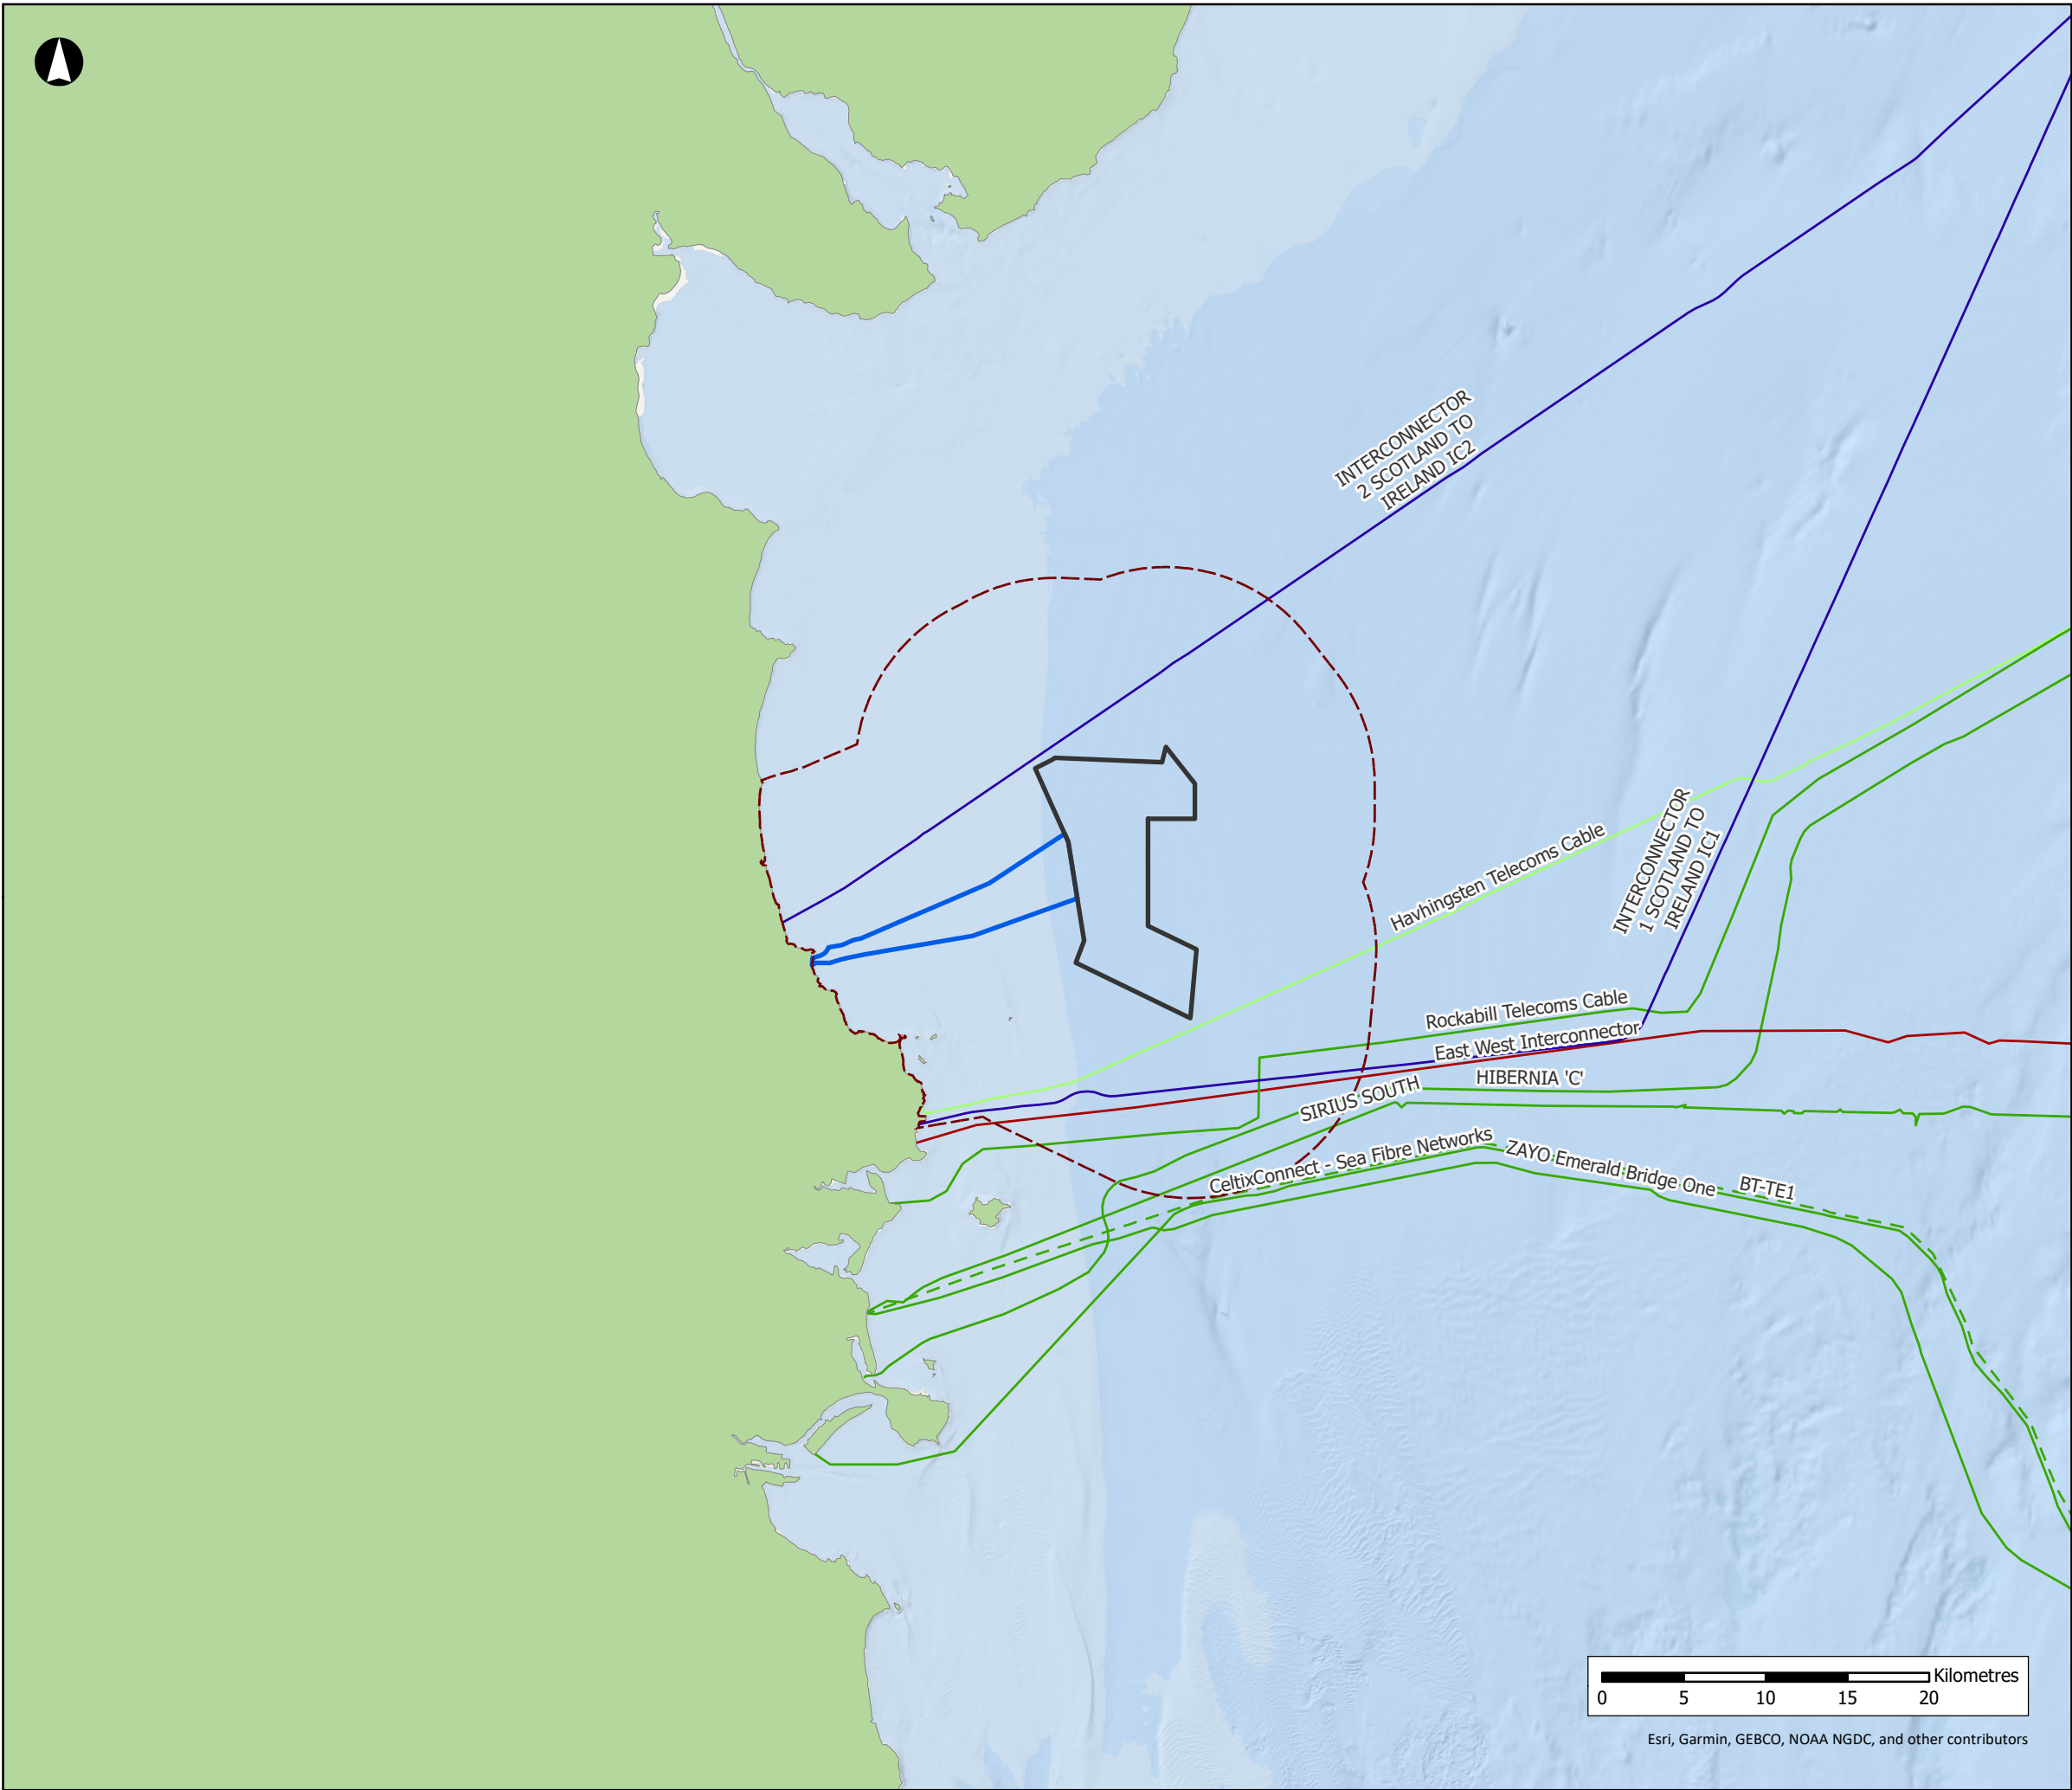 INTERCONNECTOR
2 SCOTLAND TO
IRELAND IC2
INTERCONNECTOR
1 SCOTLAND TO
IRELAND IC1
Havhingsten Telecoms Cable
Rockabill Telecoms Cable
East West Interconnector
HIBERNIA 'C'
SIRIUS SOUTH
CeltixConnect - Sea Fibre Networks
ZAYO Emerald Bridge One
BT-TE1
Kilometres
0 5 10 15 20
Esri, Garmin, GEBCO, NOAA NGDC, and other contributors